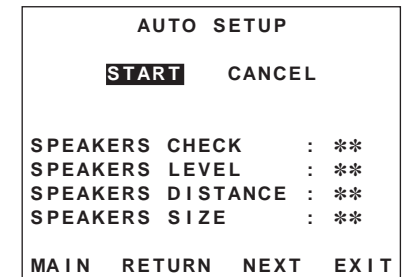 AUTO SETUP
START CANCEL
SPEAKERS CHECK : **
SPEAKERS LEVEL : **
SPEAKERS DISTANCE : **
SPEAKERS SIZE : **
MAIN RETURN NEXT EXIT